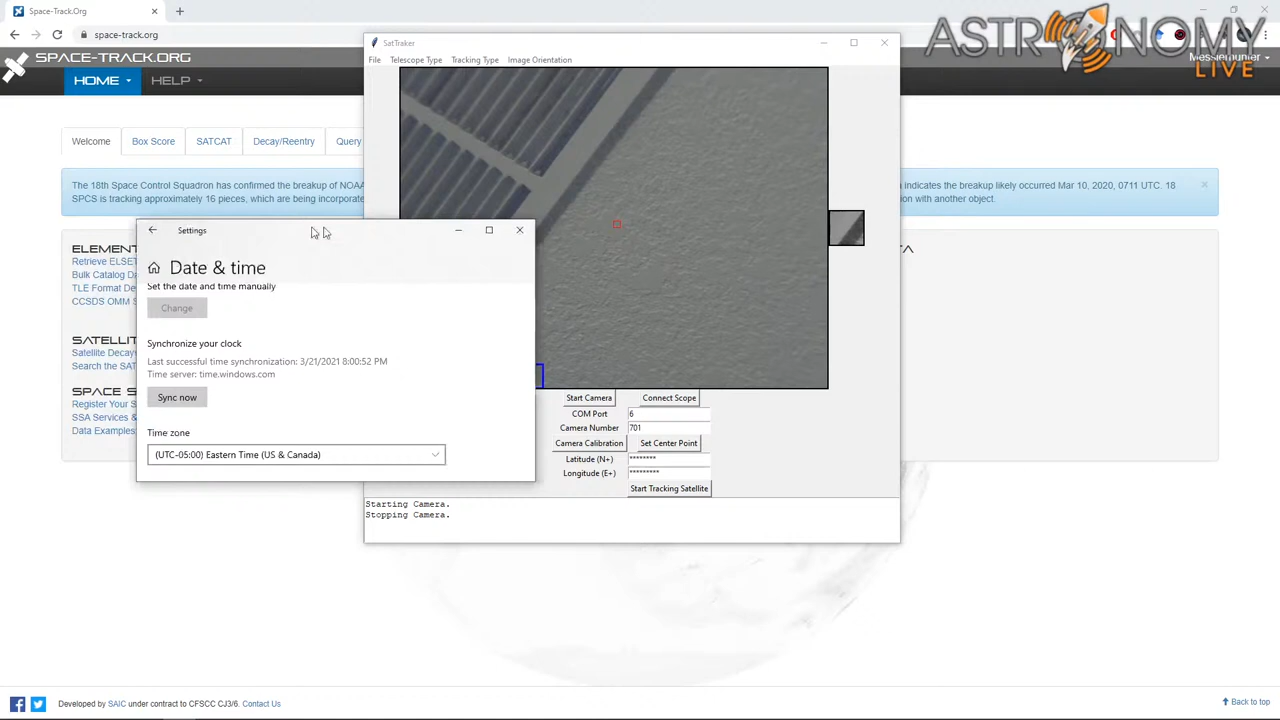 Space-Track.Org
space-track.org
ASTRONOMY
LIVE
SPACE-TRACK.ORG
HOME
HELP
Welcome
Box Score
SATCAT
Decay/Reentry
Query
The 18th Space Control Squadron has confirmed the breakup of NOAA
indicates the breakup likely occurred Mar 10, 2020, 0711 UTC. 18
SPCS is tracking approximately 16 pieces, which are being incorporate
on with another object.
ELEMEN
Retrieve ELSET
Bulk Catalog Da
TLE Format De
CCSDS OMM S
SATELLIT
Satellite Decay
Search the SAT
SPACE S
Register Your S
SSA Services &
Data Examples
TA
SatTraker
File
Telescope Type
Tracking Type
Image Orientation
Start Camera
Connect Scope
COM Port
6
Camera Number
701
Camera Calibration
Set Center Point
Latitude (N+)
********
Longitude (E+)
*********
Start Tracking Satellite
Starting Camera.
Stopping Camera.
Settings
Date & time
Set the date and time manually
Change
Synchronize your clock
Last successful time synchronization: 3/21/2021 8:00:52 PM
Time server: time.windows.com
Sync now
Time zone
(UTC-05:00) Eastern Time (US & Canada)
Developed by SAIC under contract to CFSCC CJ3/6. Contact Us
Back to top